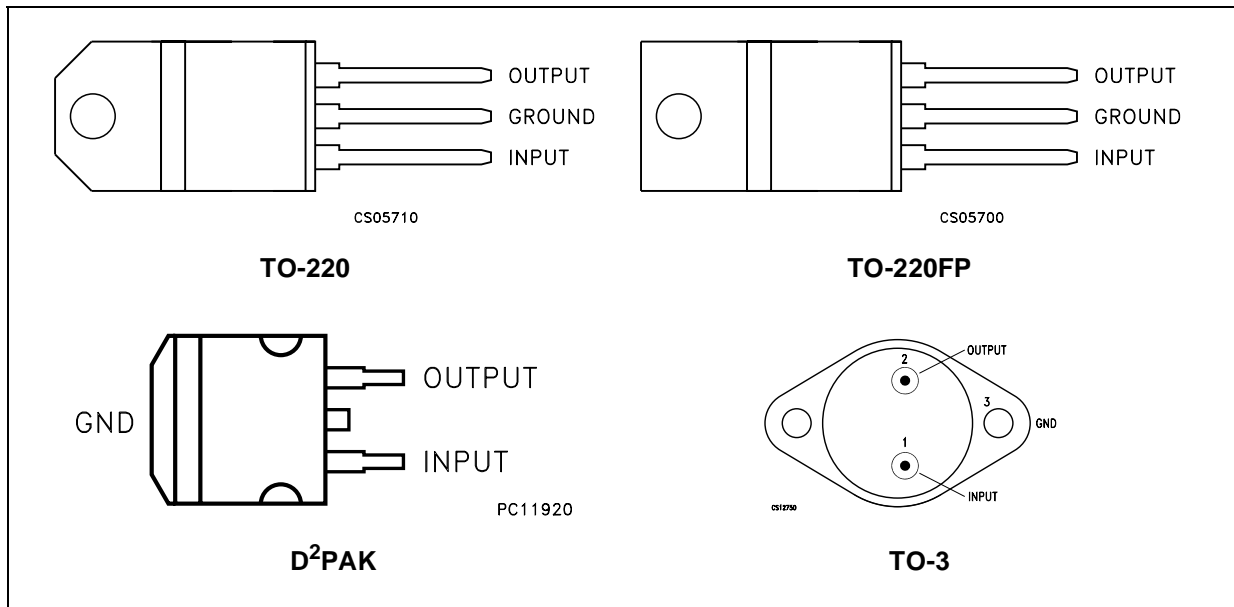 OUTPUT
GROUND
INPUT
CS05710
TO-220
OUTPUT
GROUND
INPUT
CS05700
TO-220FP
GND
OUTPUT
INPUT
PC11920
D²PAK
2
OUTPUT
3
GND
1
INPUT
CS12750
TO-3